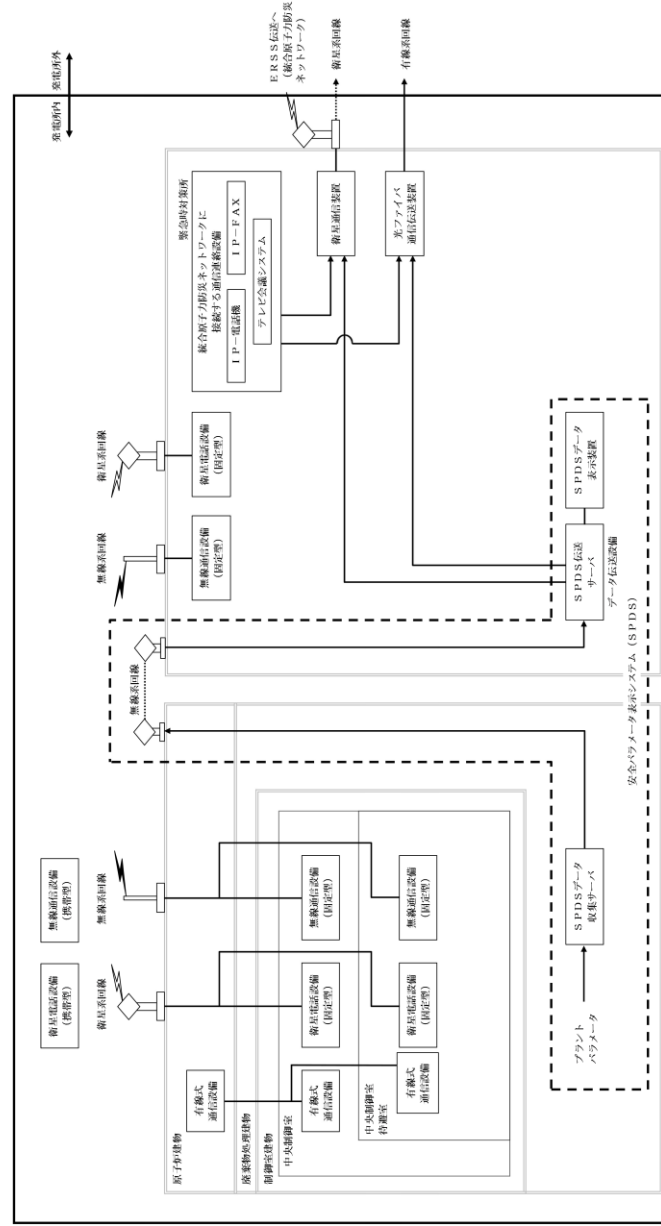 発電所内
発電所外
ERSS伝送へ
(統合原子力防災
ネットワーク)
衛星系回線
有線系回線
緊急時対策所
統合原子力防災ネットワークに
接続する通信連絡設備
IP-電話機
IP-FAX
テレビ会議システム
衛星通信装置
光ファイバ
通信伝送装置
衛星系回線
衛星電話設備
(固定型)
無線系回線
無線通信設備
(固定型)
SPDSデータ
表示装置
SPDS伝送
サーバ
データ伝送設備
無線系回線
安全パラメータ表示システム(SPDS)
無線通信設備
(携帯型)
無線系回線
衛星電話設備
(携帯型)
衛星系回線
無線通信設備
(固定型)
無線通信設備
(固定型)
衛星電話設備
(固定型)
衛星電話設備
(固定型)
有線式
通信設備
有線式
通信設備
有線式
通信設備
原子炉建物
廃棄物処理建物
制御室建物
中央制御室
中央制御室
待避室
SPDSデータ
収集サーバ
プラント
パラメータ